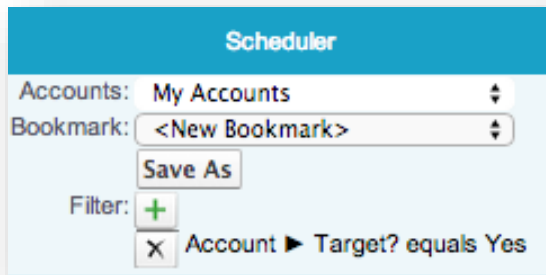 Scheduler
Accounts: My Accounts
Bookmark: <New Bookmark>
Save As
Filter: +
X Account ► Target? equals Yes